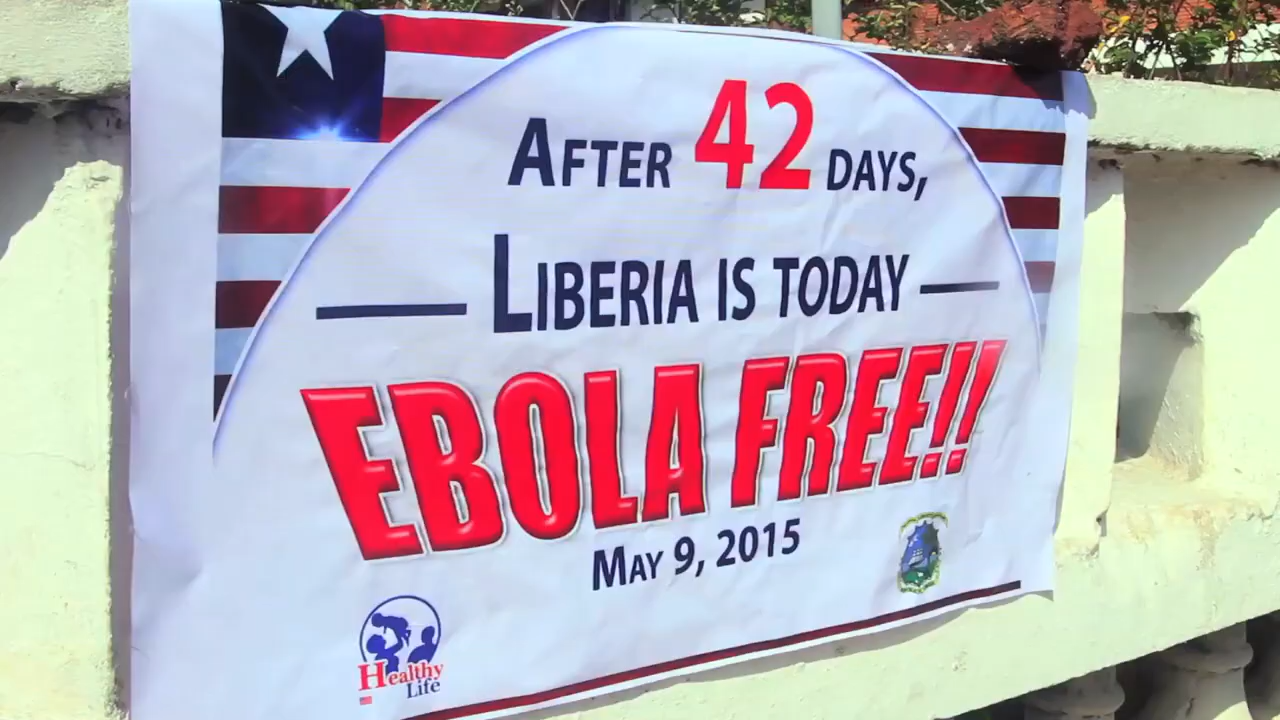 AFTER 42 DAYS,
LIBERIA IS TODAY
EBOLA FREE!!
MAY 9, 2015
Healthy
Life